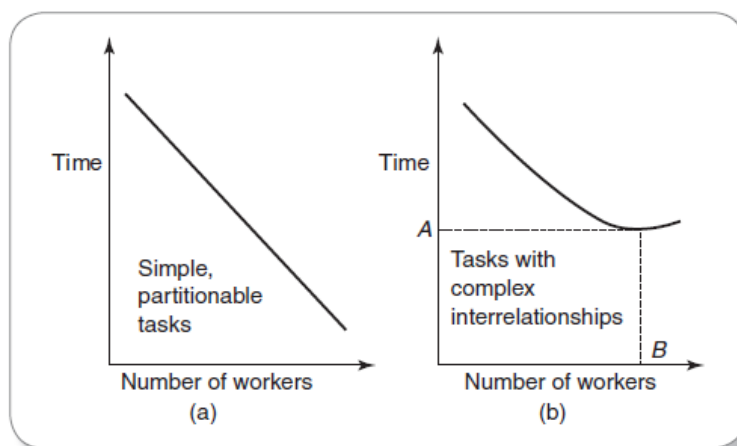 Time
Simple,
partitionable
tasks
Number of workers
(a)
Time
A
Tasks with
complex
interrelationships
B
Number of workers
(b)